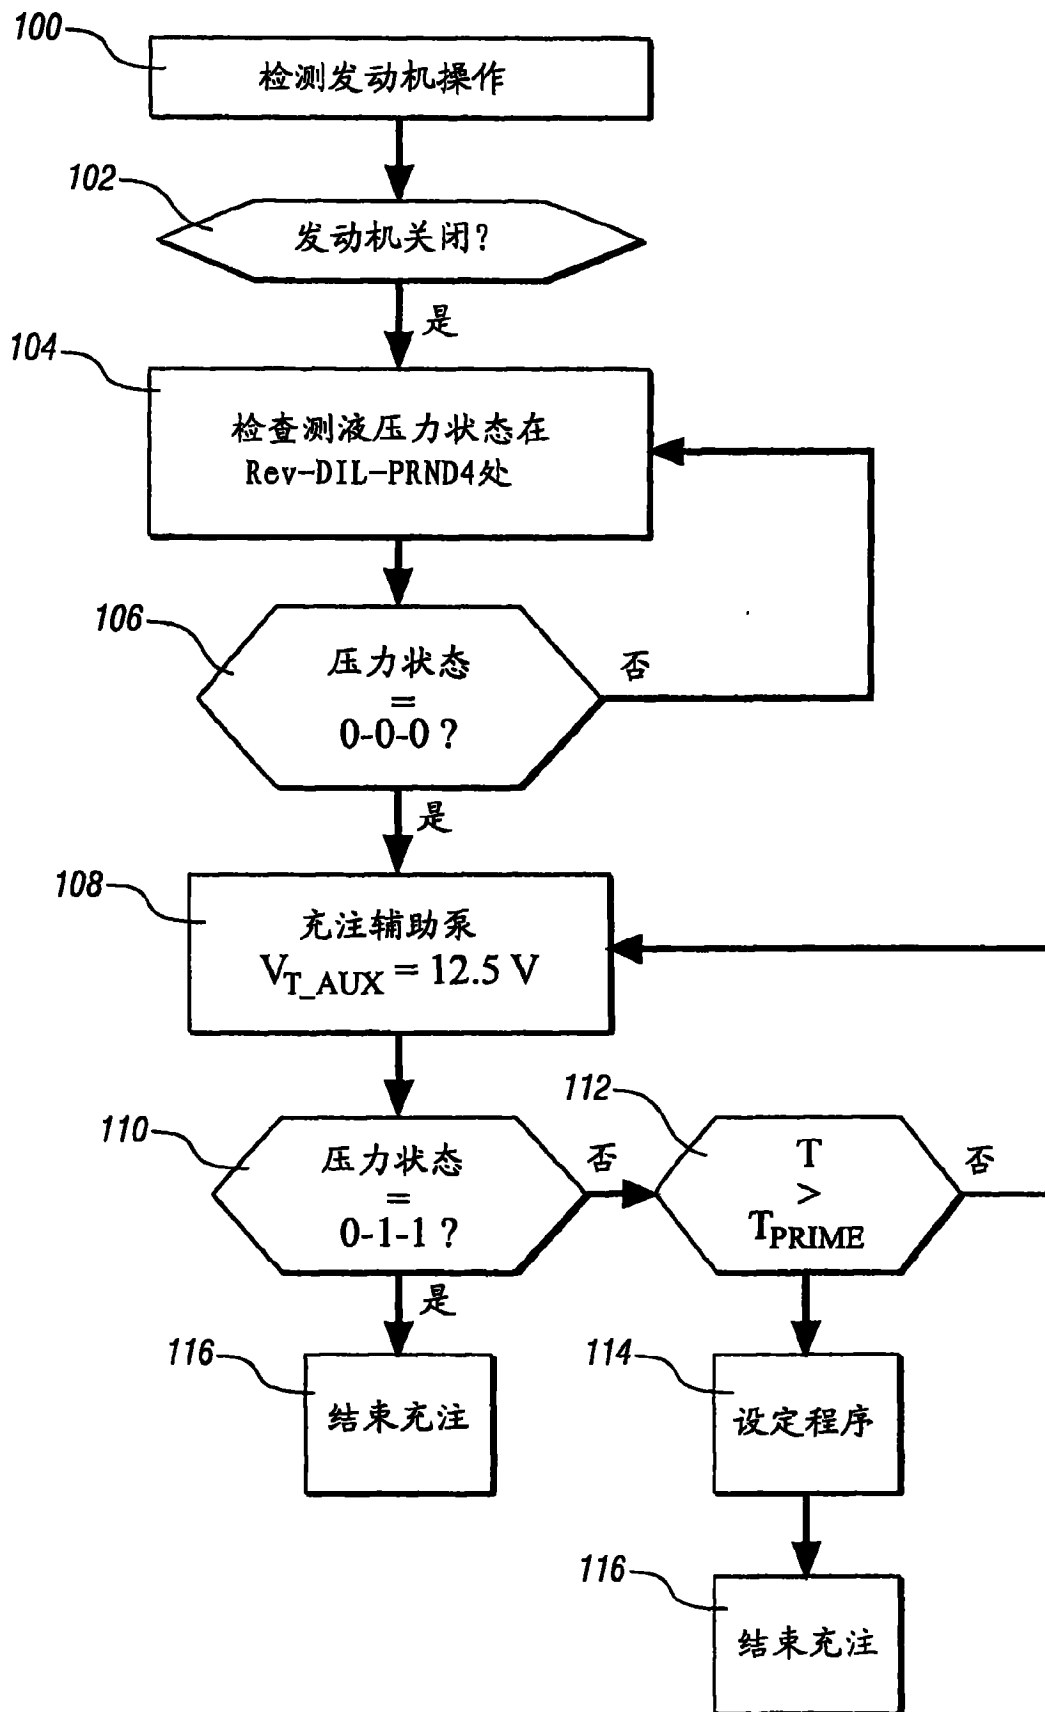 100
检测发动机操作
102
发动机关闭?
是
104
检查测液压力状态在
Rev-DIL-PRND4处
106
压力状态
=
0-0-0 ?
否
是
108
充注辅助泵
V_T_AUX = 12.5 V
110
压力状态
=
0-1-1 ?
否
112
T
>
T_PRIME
否
是
116
结束充注
114
设定程序
116
结束充注